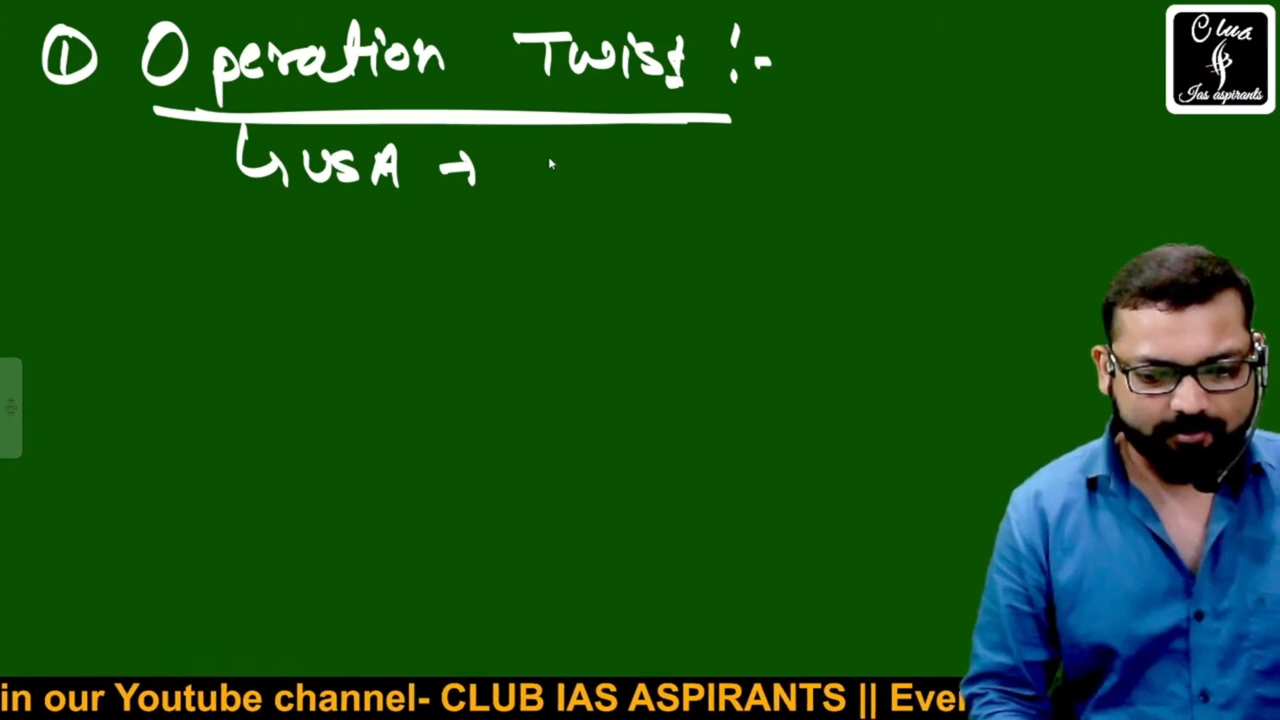 ① Operation Twist :-
↳ USA →
Club
Ias aspirants
in our Youtube channel- CLUB IAS ASPIRANTS || Ever